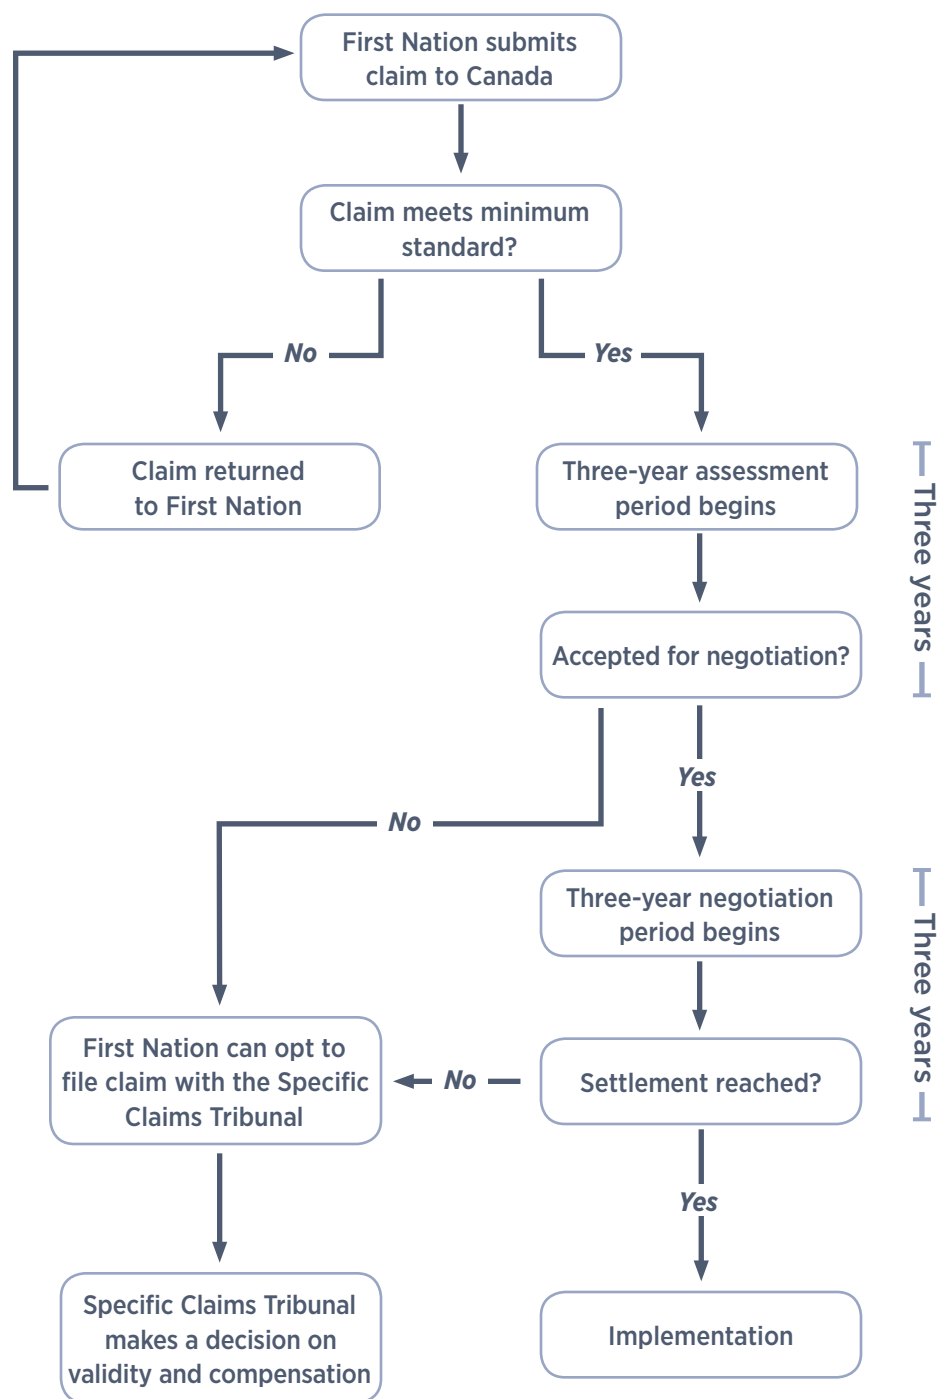 First Nation submits
claim to Canada
Claim meets minimum
standard?
No
Yes
Claim returned
to First Nation
Three-year assessment
period begins
Three years
Accepted for negotiation?
Yes
No
Three-year negotiation
period begins
Three years
First Nation can opt to
file claim with the Specific
Claims Tribunal
No
Settlement reached?
Yes
Specific Claims Tribunal
makes a decision on
validity and compensation
Implementation